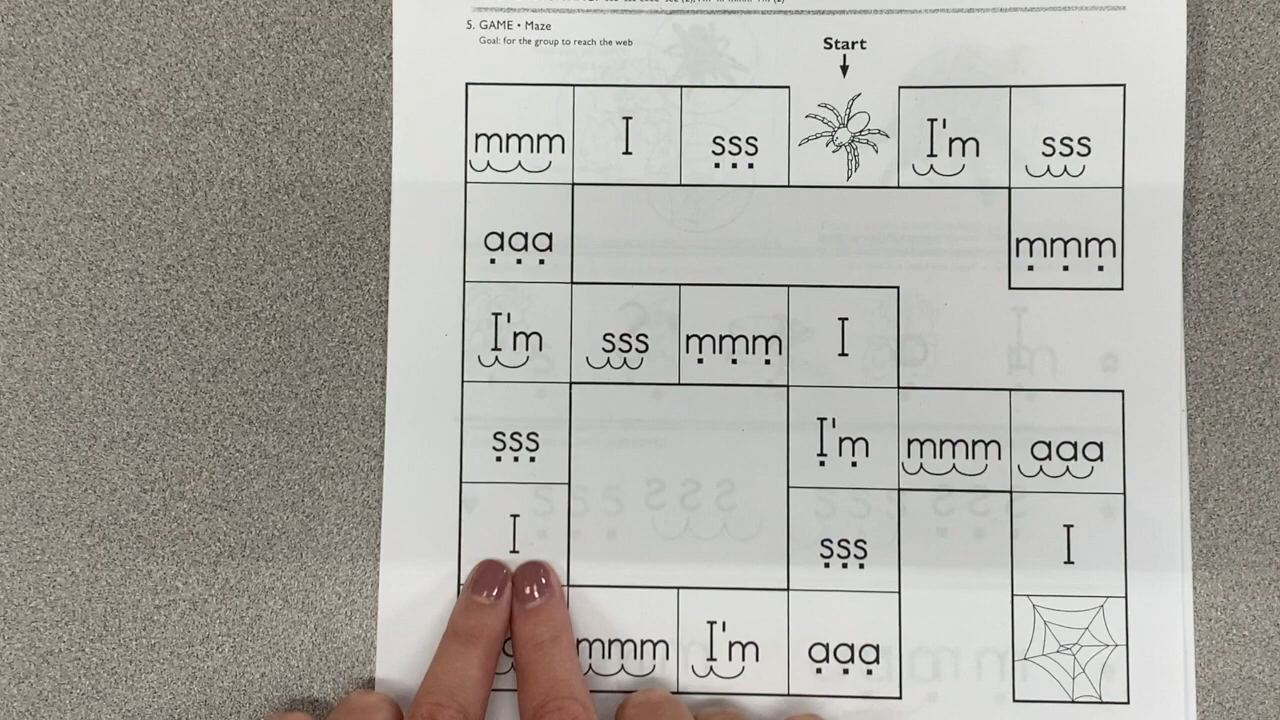 5. GAME • Maze
Goal: for the group to reach the web
Start
mmm I sss I'm sss
aaa mmm
I'm sss mmm I
sss I'm mmm aaa
I sss I
mmm I'm aaa